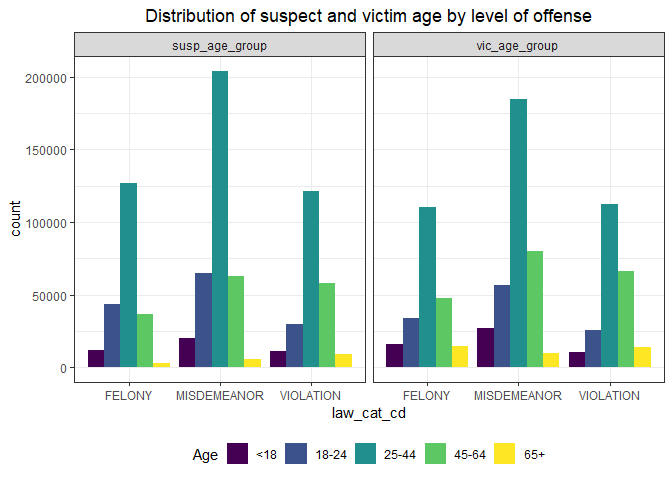 Distribution of suspect and victim age by level of offense
susp_age_group
vic_age_group
200000
150000
100000
50000
0
count
FELONY MISDEMEANOR VIOLATION
FELONY MISDEMEANOR VIOLATION
law_cat_cd
Age <18 18-24 25-44 45-64 65+